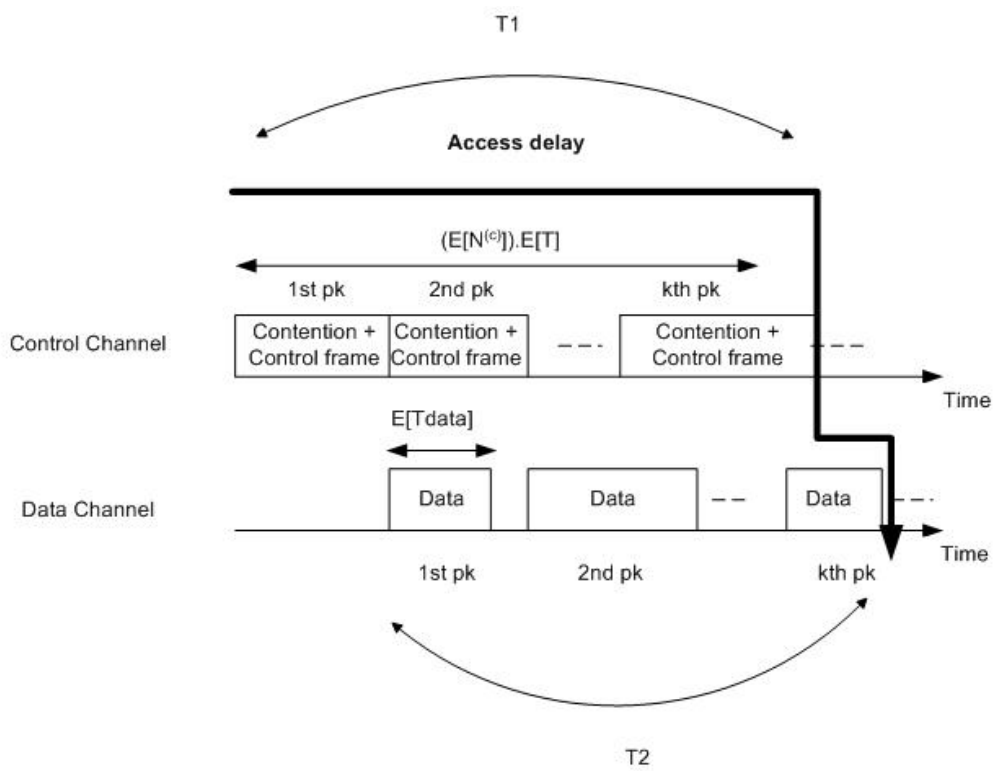 T1
Access delay
(E[N(c)]).E[T]
1st pk
2nd pk
kth pk
Control Channel
Contention +
Control frame
Contention +
Control frame
Contention +
Control frame
Time
E[Tdata]
Data Channel
Data
Data
Data
Time
1st pk
2nd pk
kth pk
T2